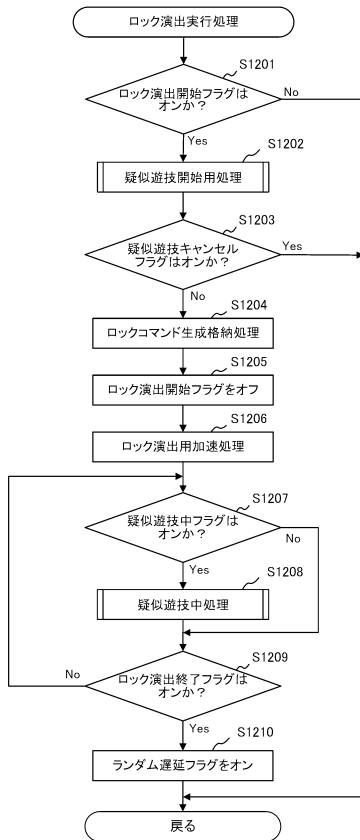 ロック演出実行処理
S1201
ロック演出開始フラグは
オンか？
No
Yes
S1202
疑似遊技開始用処理
S1203
疑似遊技キャンセル
フラグはオンか？
Yes
No
S1204
ロックコマンド生成格納処理
S1205
ロック演出開始フラグをオフ
S1206
ロック演出用加速処理
S1207
疑似遊技中フラグは
オンか？
No
Yes
S1208
疑似遊技中処理
S1209
ロック演出終了フラグは
オンか？
No
Yes
S1210
ランダム遅延フラグをオン
戻る